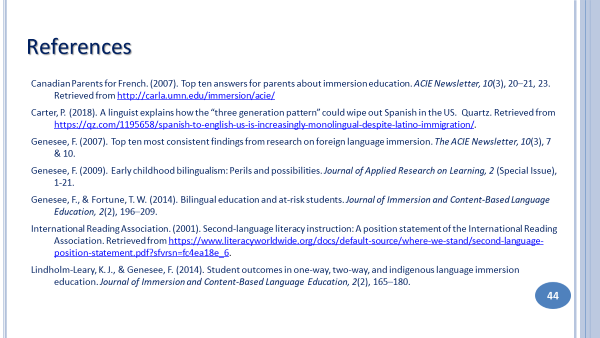 References
Canadian Parents for French. (2007). Top ten answers for parents about immersion education. ACIE Newsletter, 10(3), 20–21, 23.
Retrieved from http://carla.umn.edu/immersion/acie/
Carter, P. (2018). A linguist explains how the "three generation pattern" could wipe out Spanish in the US. Quartz. Retrieved from
https://qz.com/1195658/spanish-to-english-us-is-increasingly-monolingual-despite-latino-immigration/.
Genesee, F. (2007). Top ten most consistent findings from research on foreign language immersion. The ACIE Newsletter, 10(3), 7
& 10.
Genesee, F. (2009). Early childhood bilingualism: Perils and possibilities. Journal of Applied Research on Learning, 2 (Special Issue),
1-21.
Genesee, F., & Fortune, T. W. (2014). Bilingual education and at-risk students. Journal of Immersion and Content-Based Language
Education, 2(2), 196–209.
International Reading Association. (2001). Second-language literacy instruction: A position statement of the International Reading
Association. Retrieved from https://www.literacyworldwide.org/docs/default-source/where-we-stand/second-language-
position-statement.pdf?sfvrsn=fc4ea18e_6.
Lindholm-Leary, K. J., & Genesee, F. (2014). Student outcomes in one-way, two-way, and indigenous language immersion
education. Journal of Immersion and Content-Based Language Education, 2(2), 165–180.
44